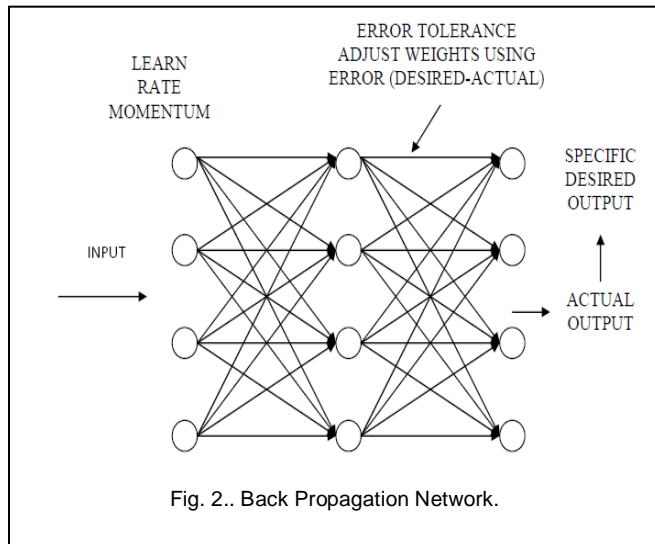 ERROR TOLERANCE
ADJUST WEIGHTS USING
ERROR (DESIRED-ACTUAL)
LEARN
RATE
MOMENTUM
SPECIFIC
DESIRED
OUTPUT
INPUT
ACTUAL
OUTPUT
Fig. 2.. Back Propagation Network.